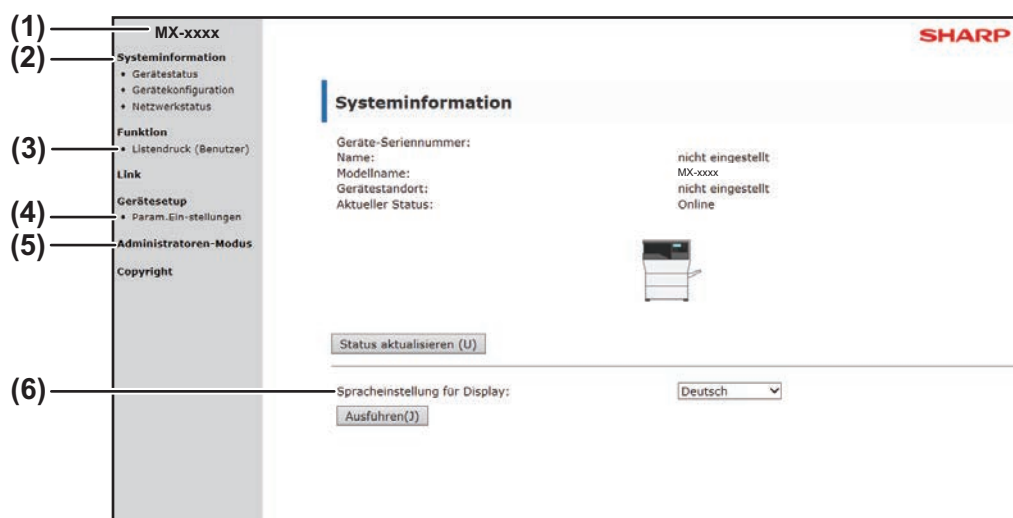 (1) MX-xxxx
SHARP
(2) Systeminformation
• Gerätestatus
• Gerätekonfiguration
• Netzwerkstatus
Funktion
(3) • Listendruck (Benutzer)
Link
Gerätesetup
(4) • Param.Ein-stellungen
(5) Administratoren-Modus
Copyright
Systeminformation
Geräte-Seriennummer:
Name: nicht eingestellt
Modellname: MX-xxxx
Gerätestandort: nicht eingestellt
Aktueller Status: Online
Status aktualisieren (U)
(6) Spracheinstellung für Display: Deutsch
Ausführen(J)